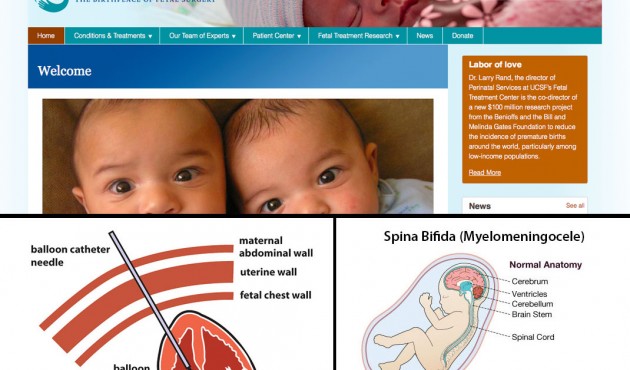 THE BIRTHPLACE OF FETAL SURGERY
Home
Conditions & Treatments
Our Team of Experts
Patient Center
Fetal Treatment Research
News
Donate
Welcome
Labor of love
Dr. Larry Rand, the director of
Perinatal Services at UCSF's Fetal
Treatment Center is the co-director of
a new $100 million research project
from the Benioffs and the Bill and
Melinda Gates Foundation to reduce
the incidence of premature births
around the world, particularly among
low-income populations.
Read More
News
See all
balloon catheter
needle
maternal
abdominal wall
uterine wall
fetal chest wall
balloon
Spina Bifida (Myelomeningocele)
Normal Anatomy
Cerebrum
Ventricles
Cerebellum
Brain Stem
Spinal Cord